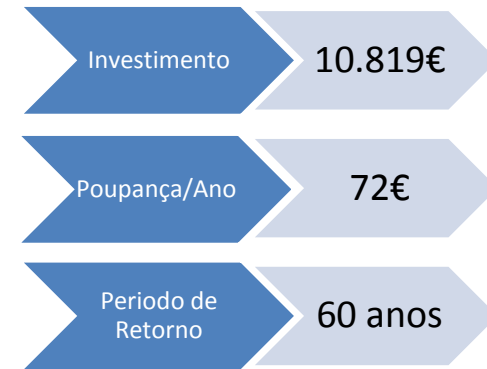 Investimento
10.819€
Poupança/Ano
72€
Periodo de
Retorno
60 anos